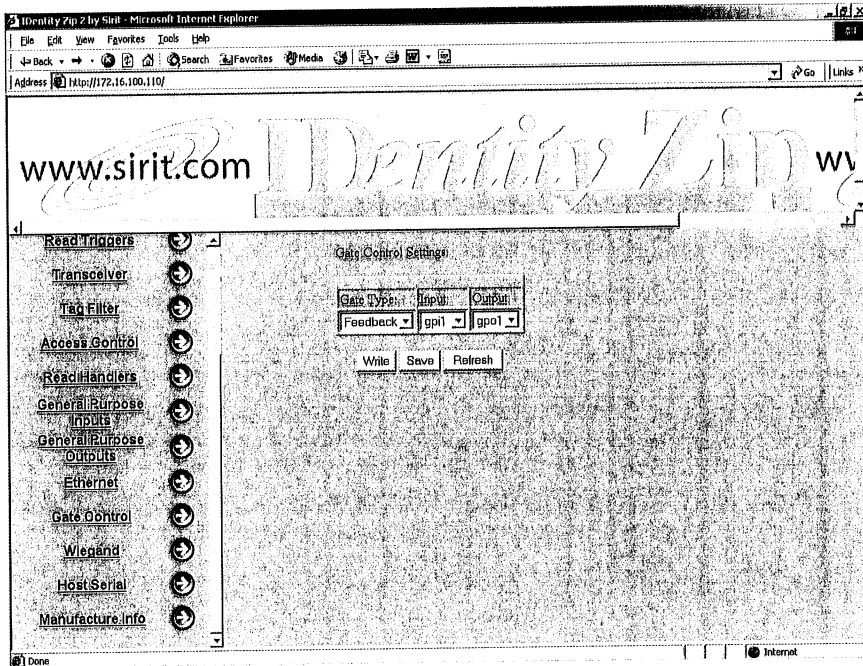 IDentity Zip 2 by Sirit - Microsoft Internet Explorer
File Edit View Favorites Tools Help
Back Search Favorites Media
Address http://172.16.100.110/ Go Links
www.sirit.com IDentity Zip
Read Triggers
Transceiver
Tag Filter
Access Control
Read Handlers
General Purpose
Inputs
General Purpose
Outputs
Ethernet
Gate Control
Wiegand
Host Serial
Manufacture Info
Gate Control Settings
Gate Type: Input: Output:
Feedback gpi1 gpo1
Write Save Refresh
Done Internet